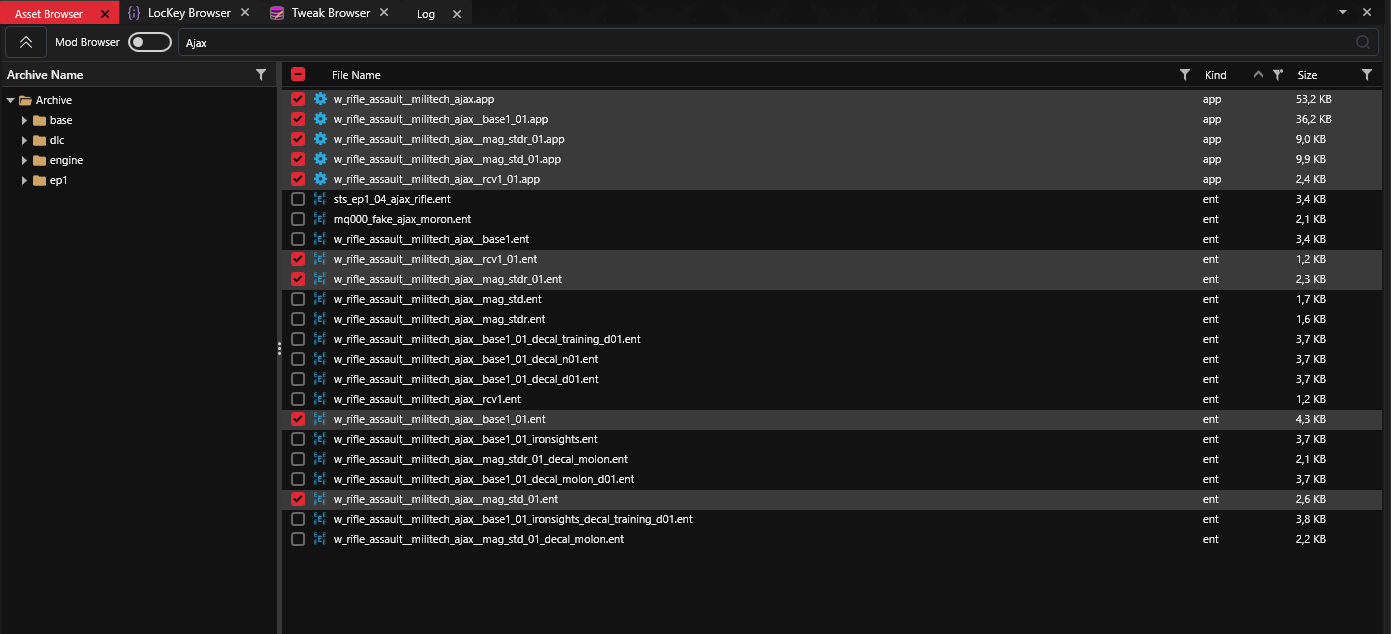 Asset Browser LocKey Browser Tweak Browser Log
Mod Browser Ajax
Archive Name File Name Kind Size
Archive
base
dlc
engine
ep1
w_rifle_assault__militech_ajax.app app 53,2 KB
w_rifle_assault__militech_ajax__base1_01.app app 36,2 KB
w_rifle_assault__militech_ajax__mag_stdr_01.app app 9,0 KB
w_rifle_assault__militech_ajax__mag_std_01.app app 9,9 KB
w_rifle_assault__militech_ajax__rcv1_01.app app 2,4 KB
sts_ep1_04_ajax_rifle.ent ent 3,4 KB
mq000_fake_ajax_moron.ent ent 2,1 KB
w_rifle_assault__militech_ajax__base1.ent ent 3,4 KB
w_rifle_assault__militech_ajax__rcv1_01.ent ent 1,2 KB
w_rifle_assault__militech_ajax__mag_stdr_01.ent ent 2,3 KB
w_rifle_assault__militech_ajax__mag_std.ent ent 1,7 KB
w_rifle_assault__militech_ajax__mag_stdr.ent ent 1,6 KB
w_rifle_assault__militech_ajax__base1_01_decal_training_d01.ent ent 3,7 KB
w_rifle_assault__militech_ajax__base1_01_decal_n01.ent ent 3,7 KB
w_rifle_assault__militech_ajax__base1_01_decal_d01.ent ent 3,7 KB
w_rifle_assault__militech_ajax__rcv1.ent ent 1,2 KB
w_rifle_assault__militech_ajax__base1_01.ent ent 4,3 KB
w_rifle_assault__militech_ajax__base1_01_ironsights.ent ent 3,7 KB
w_rifle_assault__militech_ajax__mag_stdr_01_decal_molon.ent ent 2,1 KB
w_rifle_assault__militech_ajax__base1_01_decal_molon_d01.ent ent 3,7 KB
w_rifle_assault__militech_ajax__mag_std_01.ent ent 2,6 KB
w_rifle_assault__militech_ajax__base1_01_ironsights_decal_training_d01.ent ent 3,8 KB
w_rifle_assault__militech_ajax__mag_std_01_decal_molon.ent ent 2,2 KB